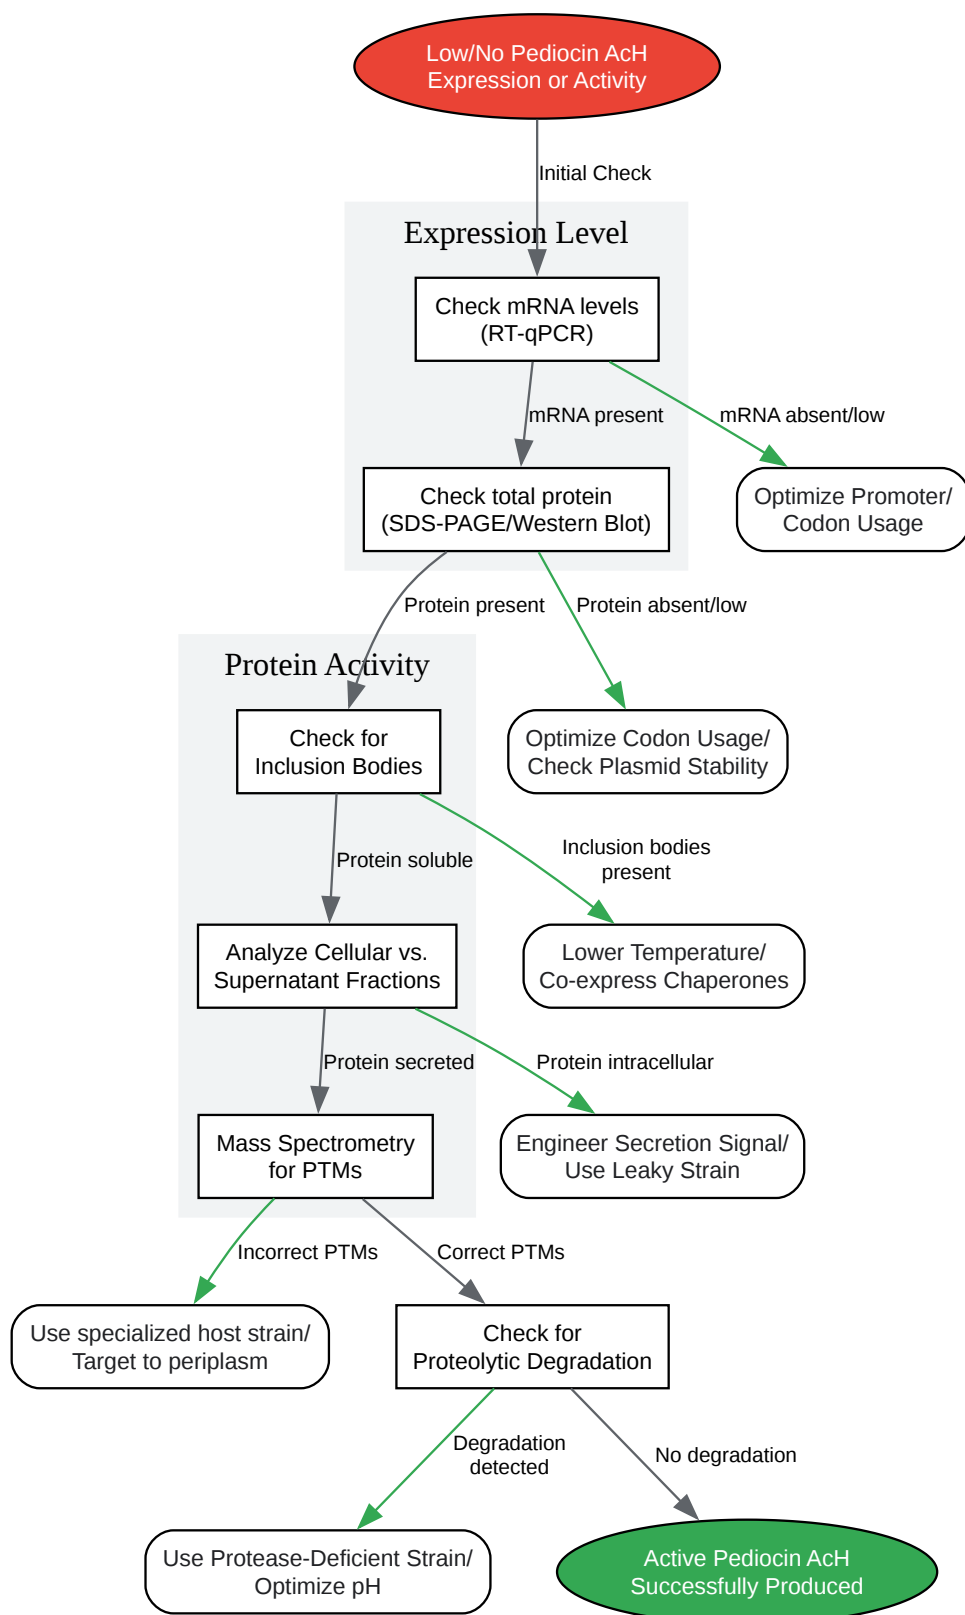 Low/No Pediocin AcH
Expression or Activity
Initial Check
Expression Level
Check mRNA levels
(RT-qPCR)
mRNA present
mRNA absent/low
Check total protein
(SDS-PAGE/Western Blot)
Optimize Promoter/
Codon Usage
Protein present
Protein absent/low
Protein Activity
Check for
Inclusion Bodies
Optimize Codon Usage/
Check Plasmid Stability
Protein soluble
Inclusion bodies
present
Analyze Cellular vs.
Supernatant Fractions
Lower Temperature/
Co-express Chaperones
Protein secreted
Protein intracellular
Mass Spectrometry
for PTMs
Engineer Secretion Signal/
Use Leaky Strain
Incorrect PTMs
Correct PTMs
Use specialized host strain/
Target to periplasm
Check for
Proteolytic Degradation
Degradation
detected
No degradation
Use Protease-Deficient Strain/
Optimize pH
Active Pediocin AcH
Successfully Produced